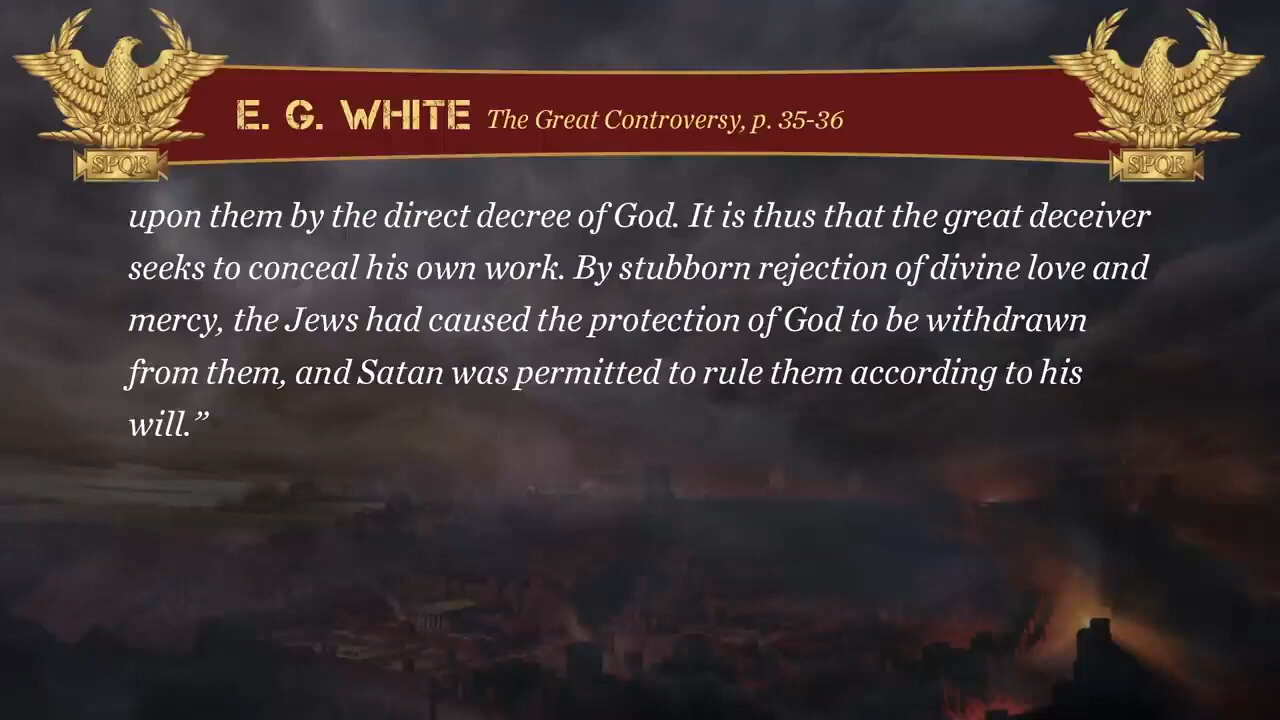 E. G. WHITE The Great Controversy, p. 35-36
SPQR
SPQR
upon them by the direct decree of God. It is thus that the great deceiver
seeks to conceal his own work. By stubborn rejection of divine love and
mercy, the Jews had caused the protection of God to be withdrawn
from them, and Satan was permitted to rule them according to his
will.”